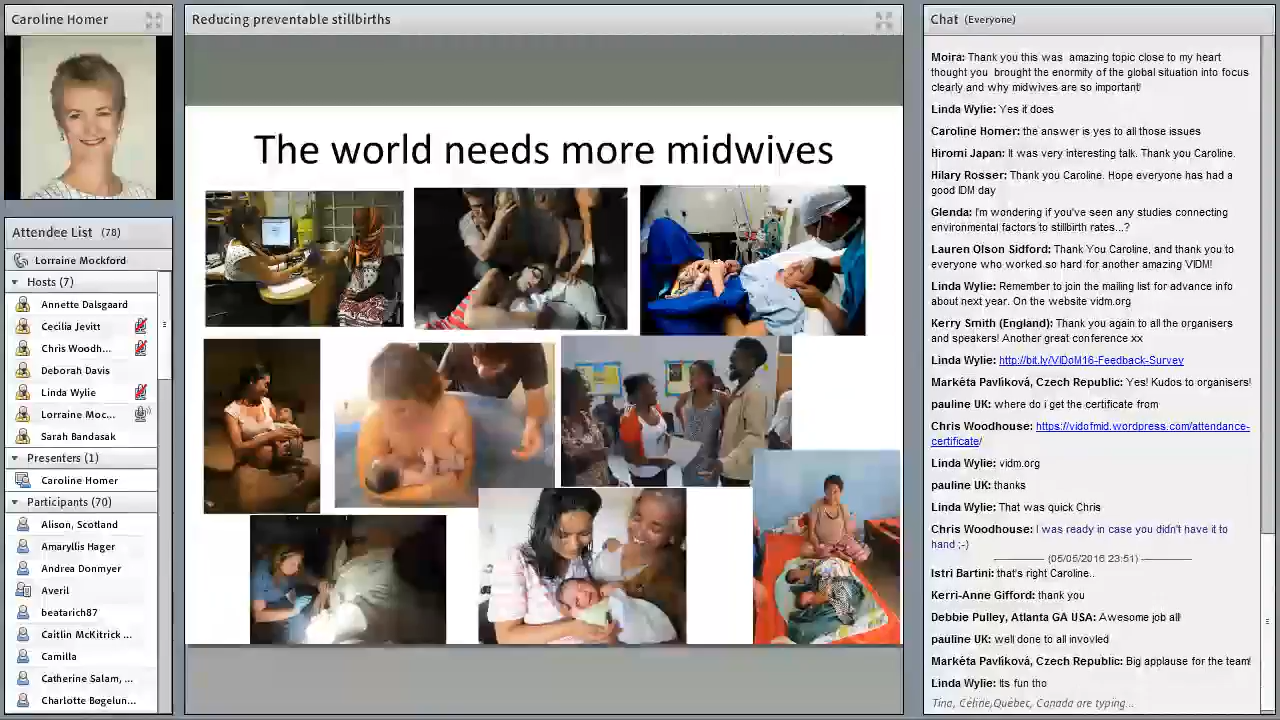 Caroline Homer
Attendee List (78)
Lorraine Mockford
Hosts (7)
Annette Dalsgaard
Cecilia Jevitt
Chris Woodh...
Deborah Davis
Linda Wylie
Lorraine Moc...
Sarah Bandasak
Presenters (1)
Caroline Homer
Participants (70)
Alison, Scotland
Amaryllis Hager
Andrea Donmyer
Averil
beatarich87
Caitlin McKitrick ...
Camilla
Catherine Salam, ...
Charlotte Bøgelun...
Reducing preventable stillbirths
The world needs more midwives
Chat (Everyone)
Moira: Thank you this was amazing topic close to my heart
thought you brought the enormity of the global situation into focus
clearly and why midwives are so important!
Linda Wylie: Yes it does
Caroline Homer: the answer is yes to all those issues
Hiromi Japan: It was very interesting talk. Thank you Caroline.
Hilary Rosser: Thank you Caroline. Hope everyone has had a
good IDM day
Glenda: I'm wondering if you've seen any studies connecting
environmental factors to stillbirth rates...?
Lauren Olson Sidford: Thank You Caroline, and thank you to
everyone who worked so hard for another amazing VIDM!
Linda Wylie: Remember to join the mailing list for advance info
about next year. On the website vidm.org
Kerry Smith (England): Thank you again to all the organisers
and speakers! Another great conference xx
Linda Wylie: http://bit.ly/VIDoM16-Feedback-Survey
Markéta Pavlíková, Czech Republic: Yes! Kudos to organisers!
pauline UK: where do i get the certificate from
Chris Woodhouse: https://vidofmid.wordpress.com/attendance-
certificate/
Linda Wylie: vidm.org
pauline UK: thanks
Linda Wylie: That was quick Chris
Chris Woodhouse: I was ready in case you didn't have it to
hand ;-)
(05/05/2016 23:51)
Istri Bartini: that's right Caroline..
Kerri-Anne Gifford: thank you
Debbie Pulley, Atlanta GA USA: Awesome job all!
pauline UK: well done to all invovled
Markéta Pavlíková, Czech Republic: Big applause for the team!
Linda Wylie: Its fun tho
Tina, Céline,Québec, Canada are typing...